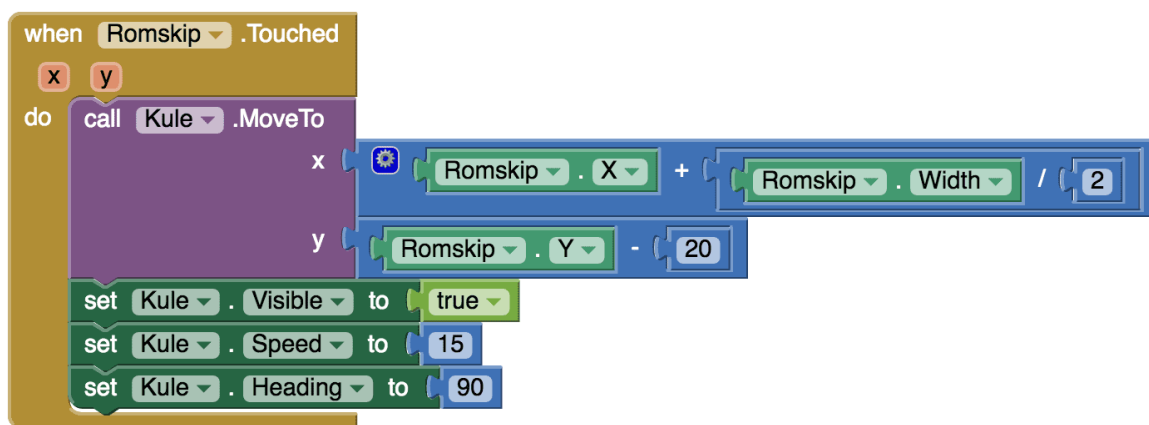 when Romskip .Touched
x y
do call Kule .MoveTo
x Romskip . X + Romskip . Width / 2
y Romskip . Y - 20
set Kule . Visible to true
set Kule . Speed to 15
set Kule . Heading to 90